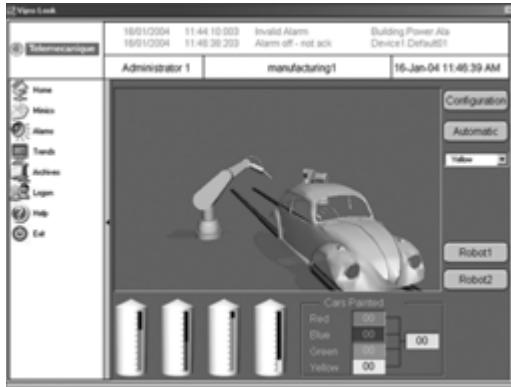 Vijeo Look
16/01/2004 11:44:10:003 Invalid Alarm Building.Power.Ala
16/01/2004 11:46:38:203 Alarm off - not ack Device1.Default01
Telemecanique
Administrator 1 manufacturing1 16-Jan-04 11:46:39 AM
Home
Mimics
Alarms
Trends
Archives
Logon
Help
Exit
Configuration
Automatic
Yellow
Robot1
Robot2
Cars Painted
Red 00
Blue 00
Green 00
Yellow 00
00